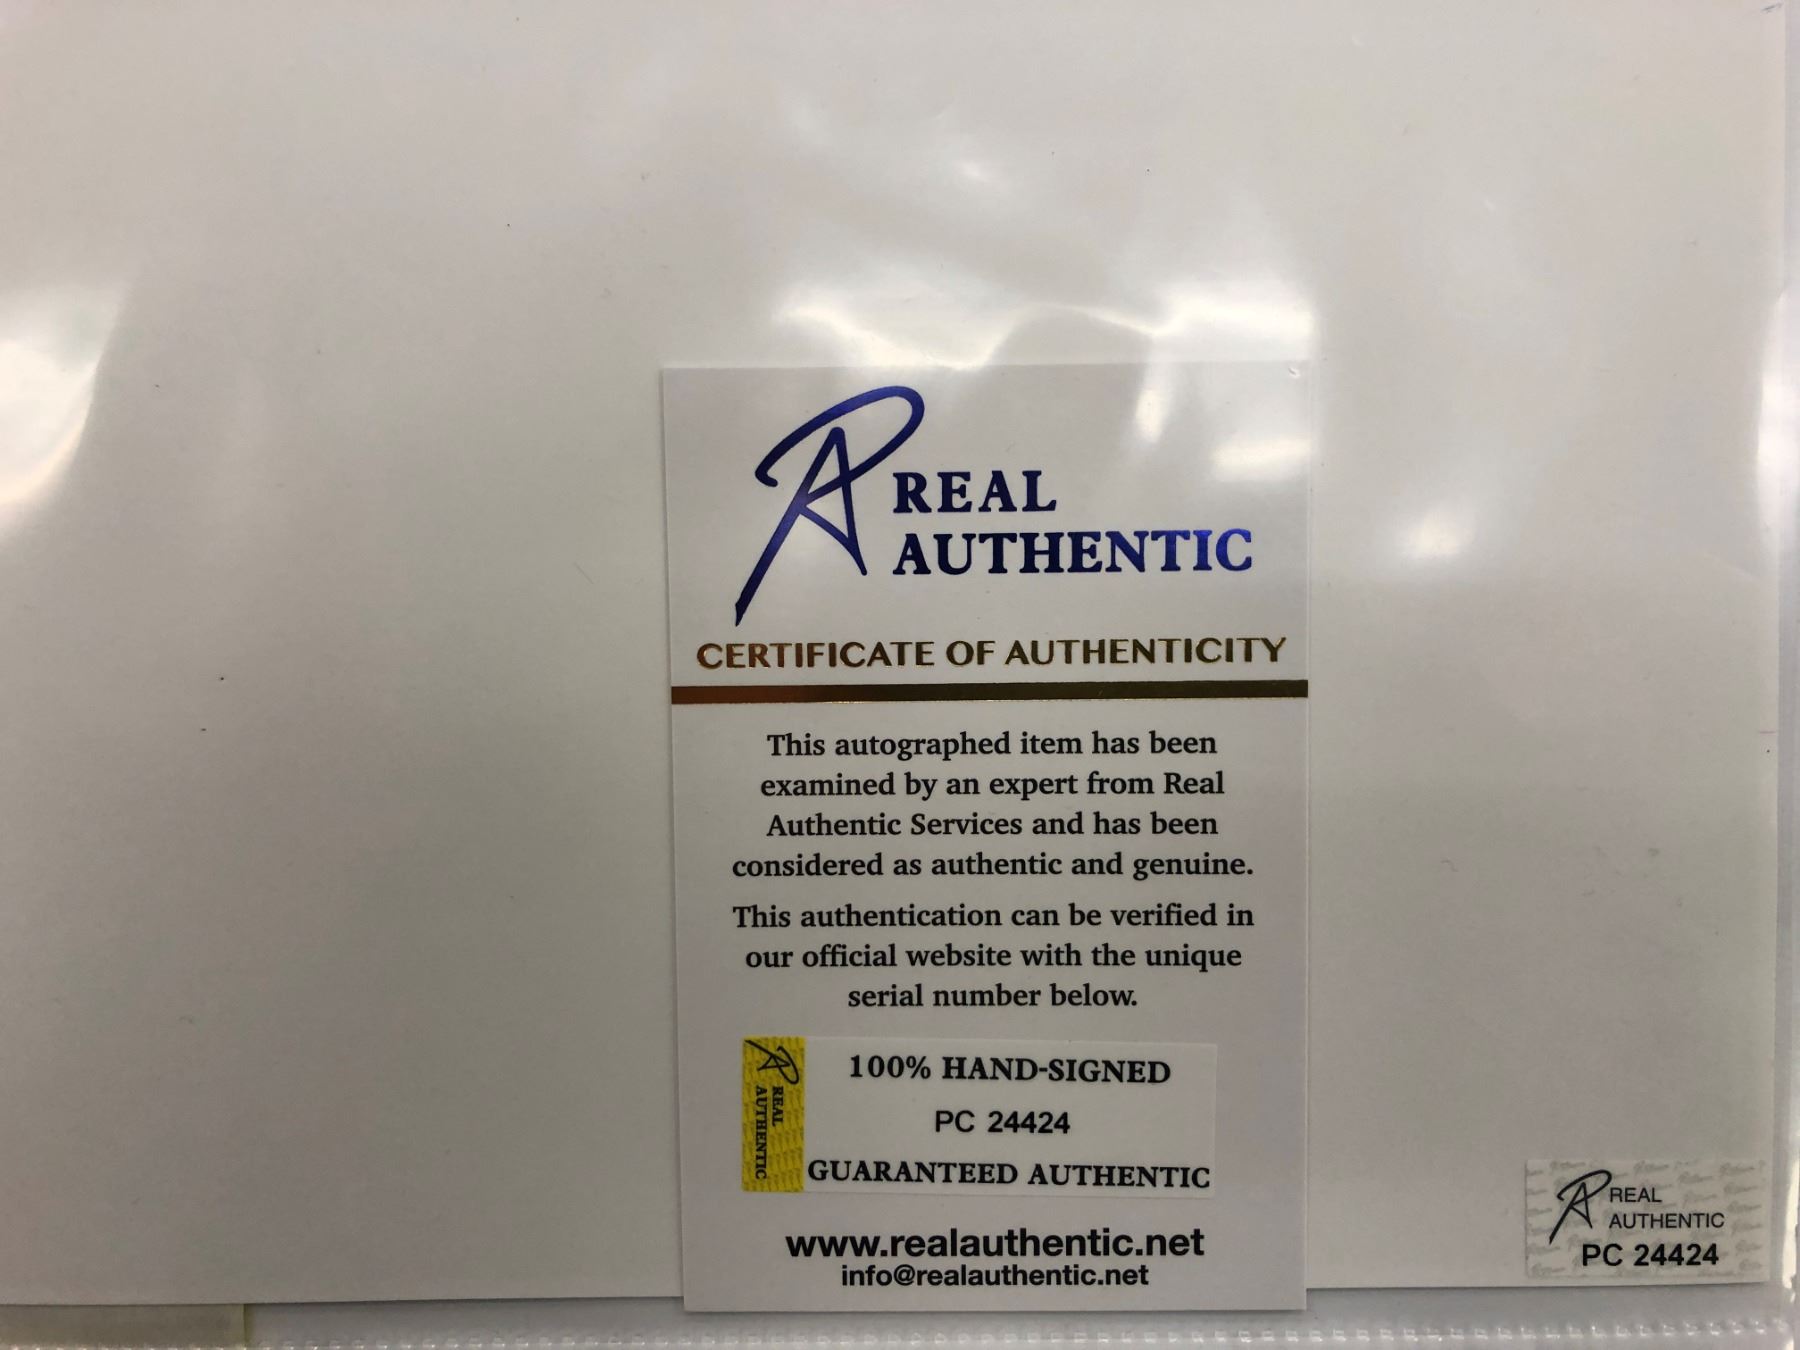 REAL
AUTHENTIC
CERTIFICATE OF AUTHENTICITY
This autographed item has been
examined by an expert from Real
Authentic Services and has been
considered as authentic and genuine.
This authentication can be verified in
our official website with the unique
serial number below.
REAL
AUTHENTIC
100% HAND-SIGNED
PC 24424
GUARANTEED AUTHENTIC
www.realauthentic.net
info@realauthentic.net
REAL
AUTHENTIC
PC 24424